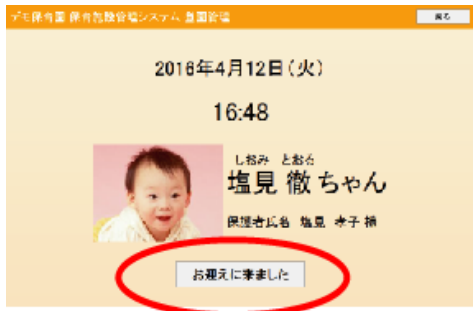 デモ保育園 保育施設管理システム 登園管理
戻る
2016年4月12日(火)
16:48
しおみ とおる
塩見 徹 ちゃん
保護者氏名 塩見 孝子 様
お迎えに来ました